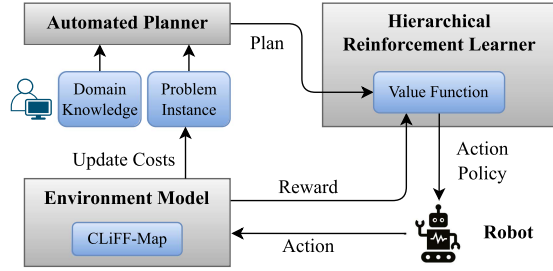 Automated Planner
Hierarchical
Reinforcement Learner
Plan
Domain
Knowledge
Problem
Instance
Value Function
Update Costs
Action
Policy
Environment Model
Reward
CLiFF-Map
Action
Robot